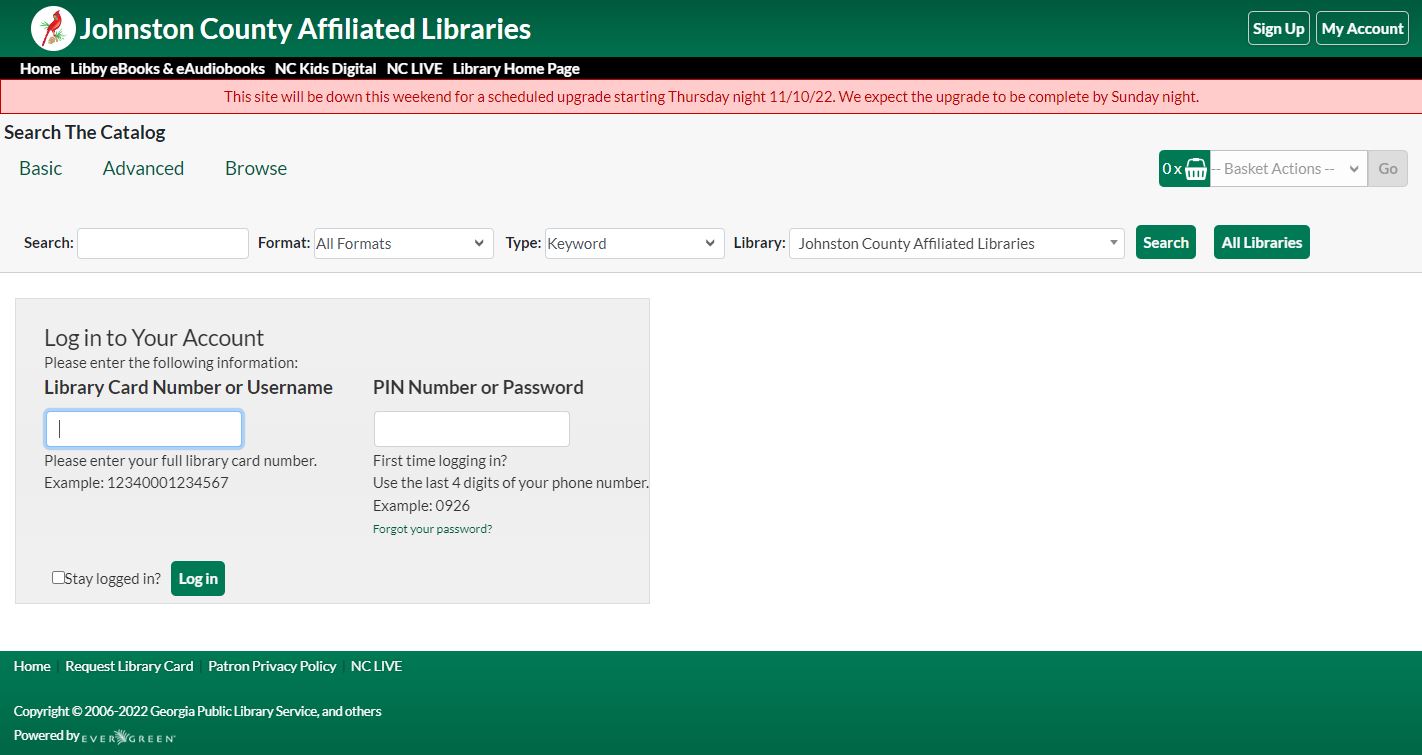 Johnston County Affiliated Libraries
Sign Up My Account
Home Libby eBooks & eAudiobooks NC Kids Digital NC LIVE Library Home Page
This site will be down this weekend for a scheduled upgrade starting Thursday night 11/10/22. We expect the upgrade to be complete by Sunday night.
Search The Catalog
Basic Advanced Browse
0 x -- Basket Actions -- Go
Search: Format: All Formats Type: Keyword Library: Johnston County Affiliated Libraries Search All Libraries
Log in to Your Account
Please enter the following information:
Library Card Number or Username PIN Number or Password
Please enter your full library card number. First time logging in?
Example: 12340001234567 Use the last 4 digits of your phone number.
Example: 0926
Forgot your password?
Stay logged in? Log in
Home | Request Library Card | Patron Privacy Policy | NC LIVE
Copyright © 2006-2022 Georgia Public Library Service, and others
Powered by EVERGREEN